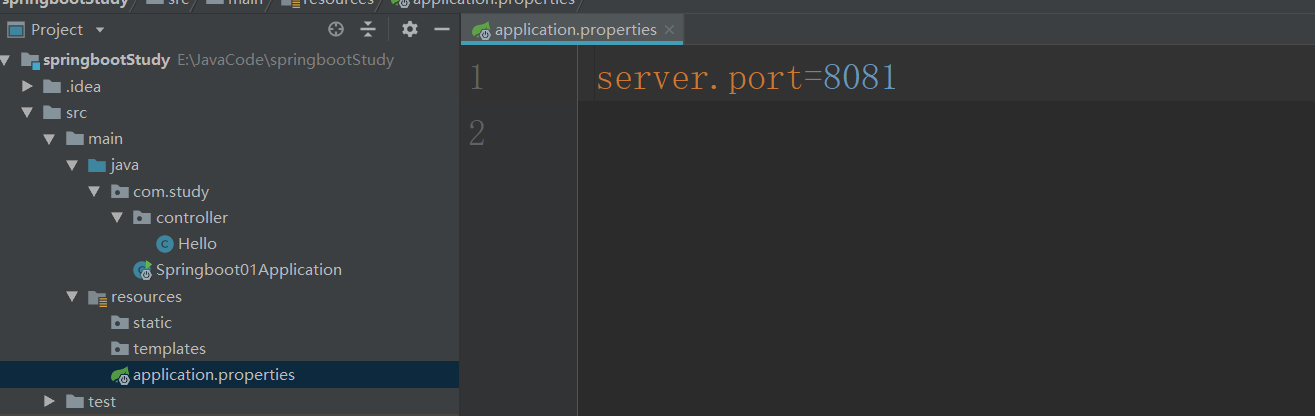 springbootStudy src main resources application.properties
Project
application.properties
springbootStudy E:\JavaCode\springbootStudy
.idea
src
main
java
com.study
controller
Hello
Springboot01Application
resources
static
templates
application.properties
test
1 server.port=8081
2